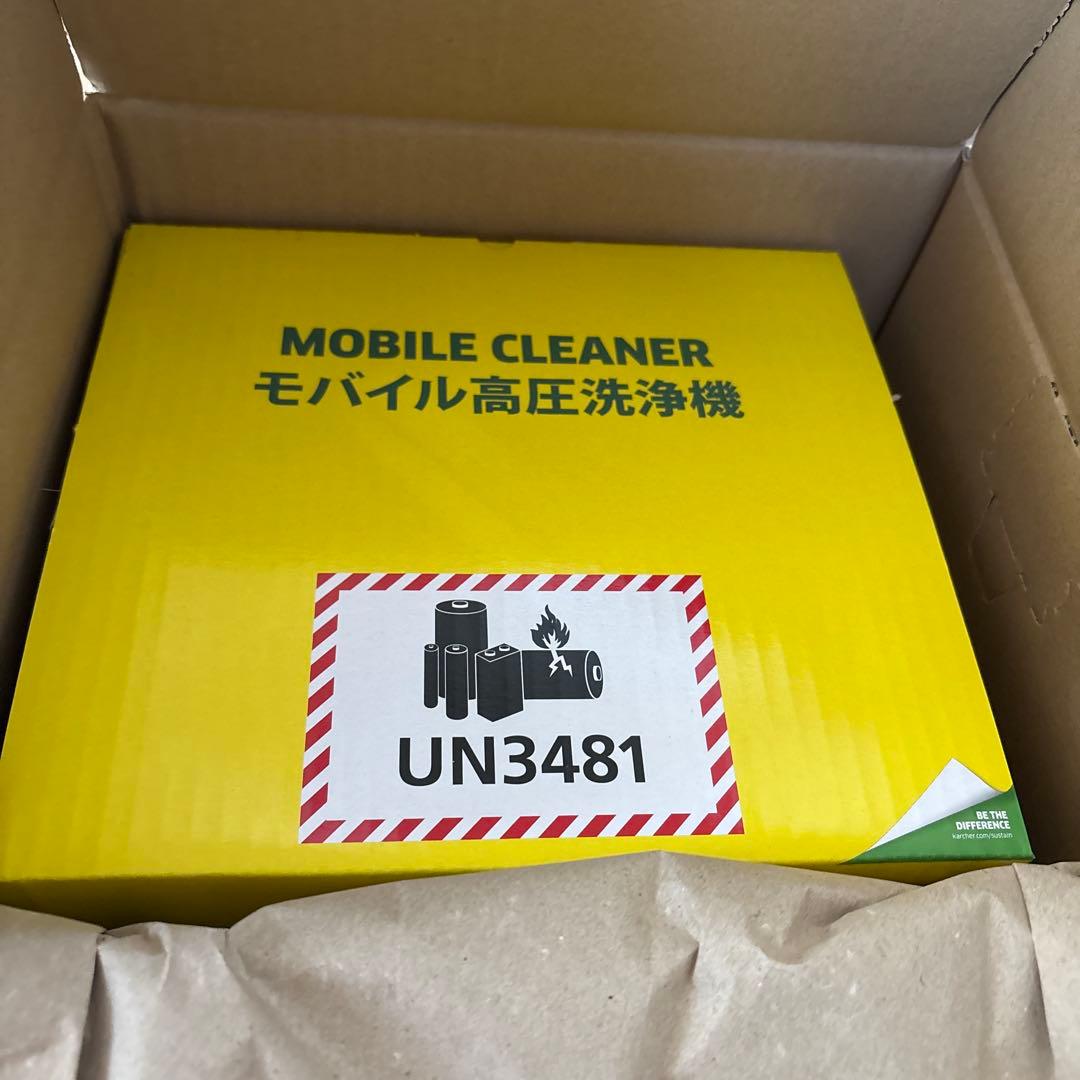 MOBILE CLEANER
モバイル高圧洗浄機
UN3481
BE THE
DIFFERENCE
karcher.com/sustain